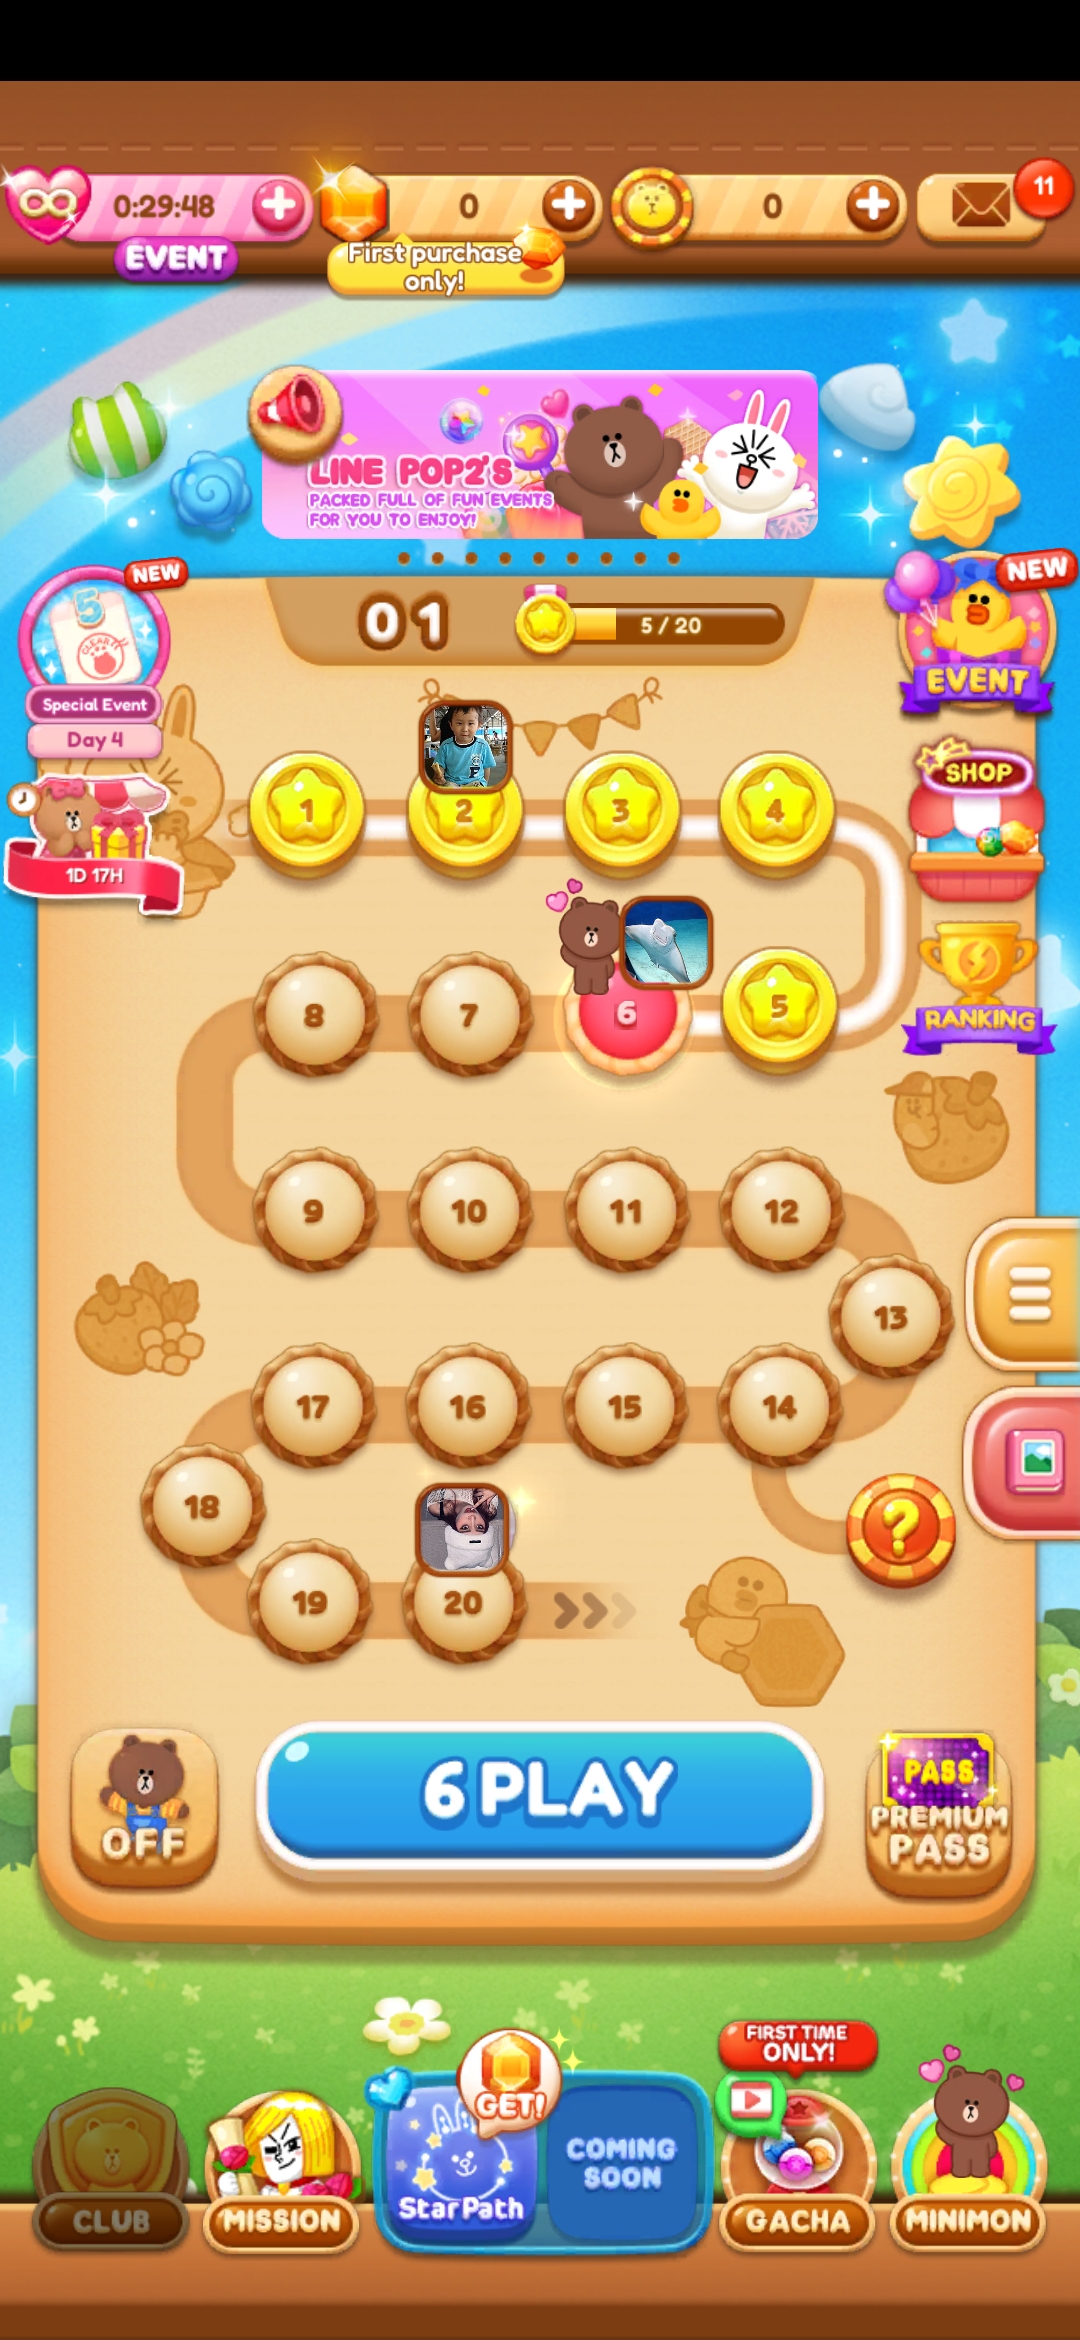 0:29:48
0
0
11
EVENT
First purchase
only!
LINE POP2'S
PACKED FULL OF FUN EVENTS
FOR YOU TO ENJOY!
NEW
NEW
5
CLEAR!
01
5 / 20
EVENT
Special Event
Day 4
SHOP
1 2 3 4
1D 17H
8 7 6 5
RANKING
9 10 11 12
13
17 16 15 14
18
?
19 20
6 PLAY
OFF
PASS
PREMIUM
PASS
FIRST TIME
ONLY!
GET!
COMING
SOON
StarPath
CLUB
MISSION
GACHA
MINIMON